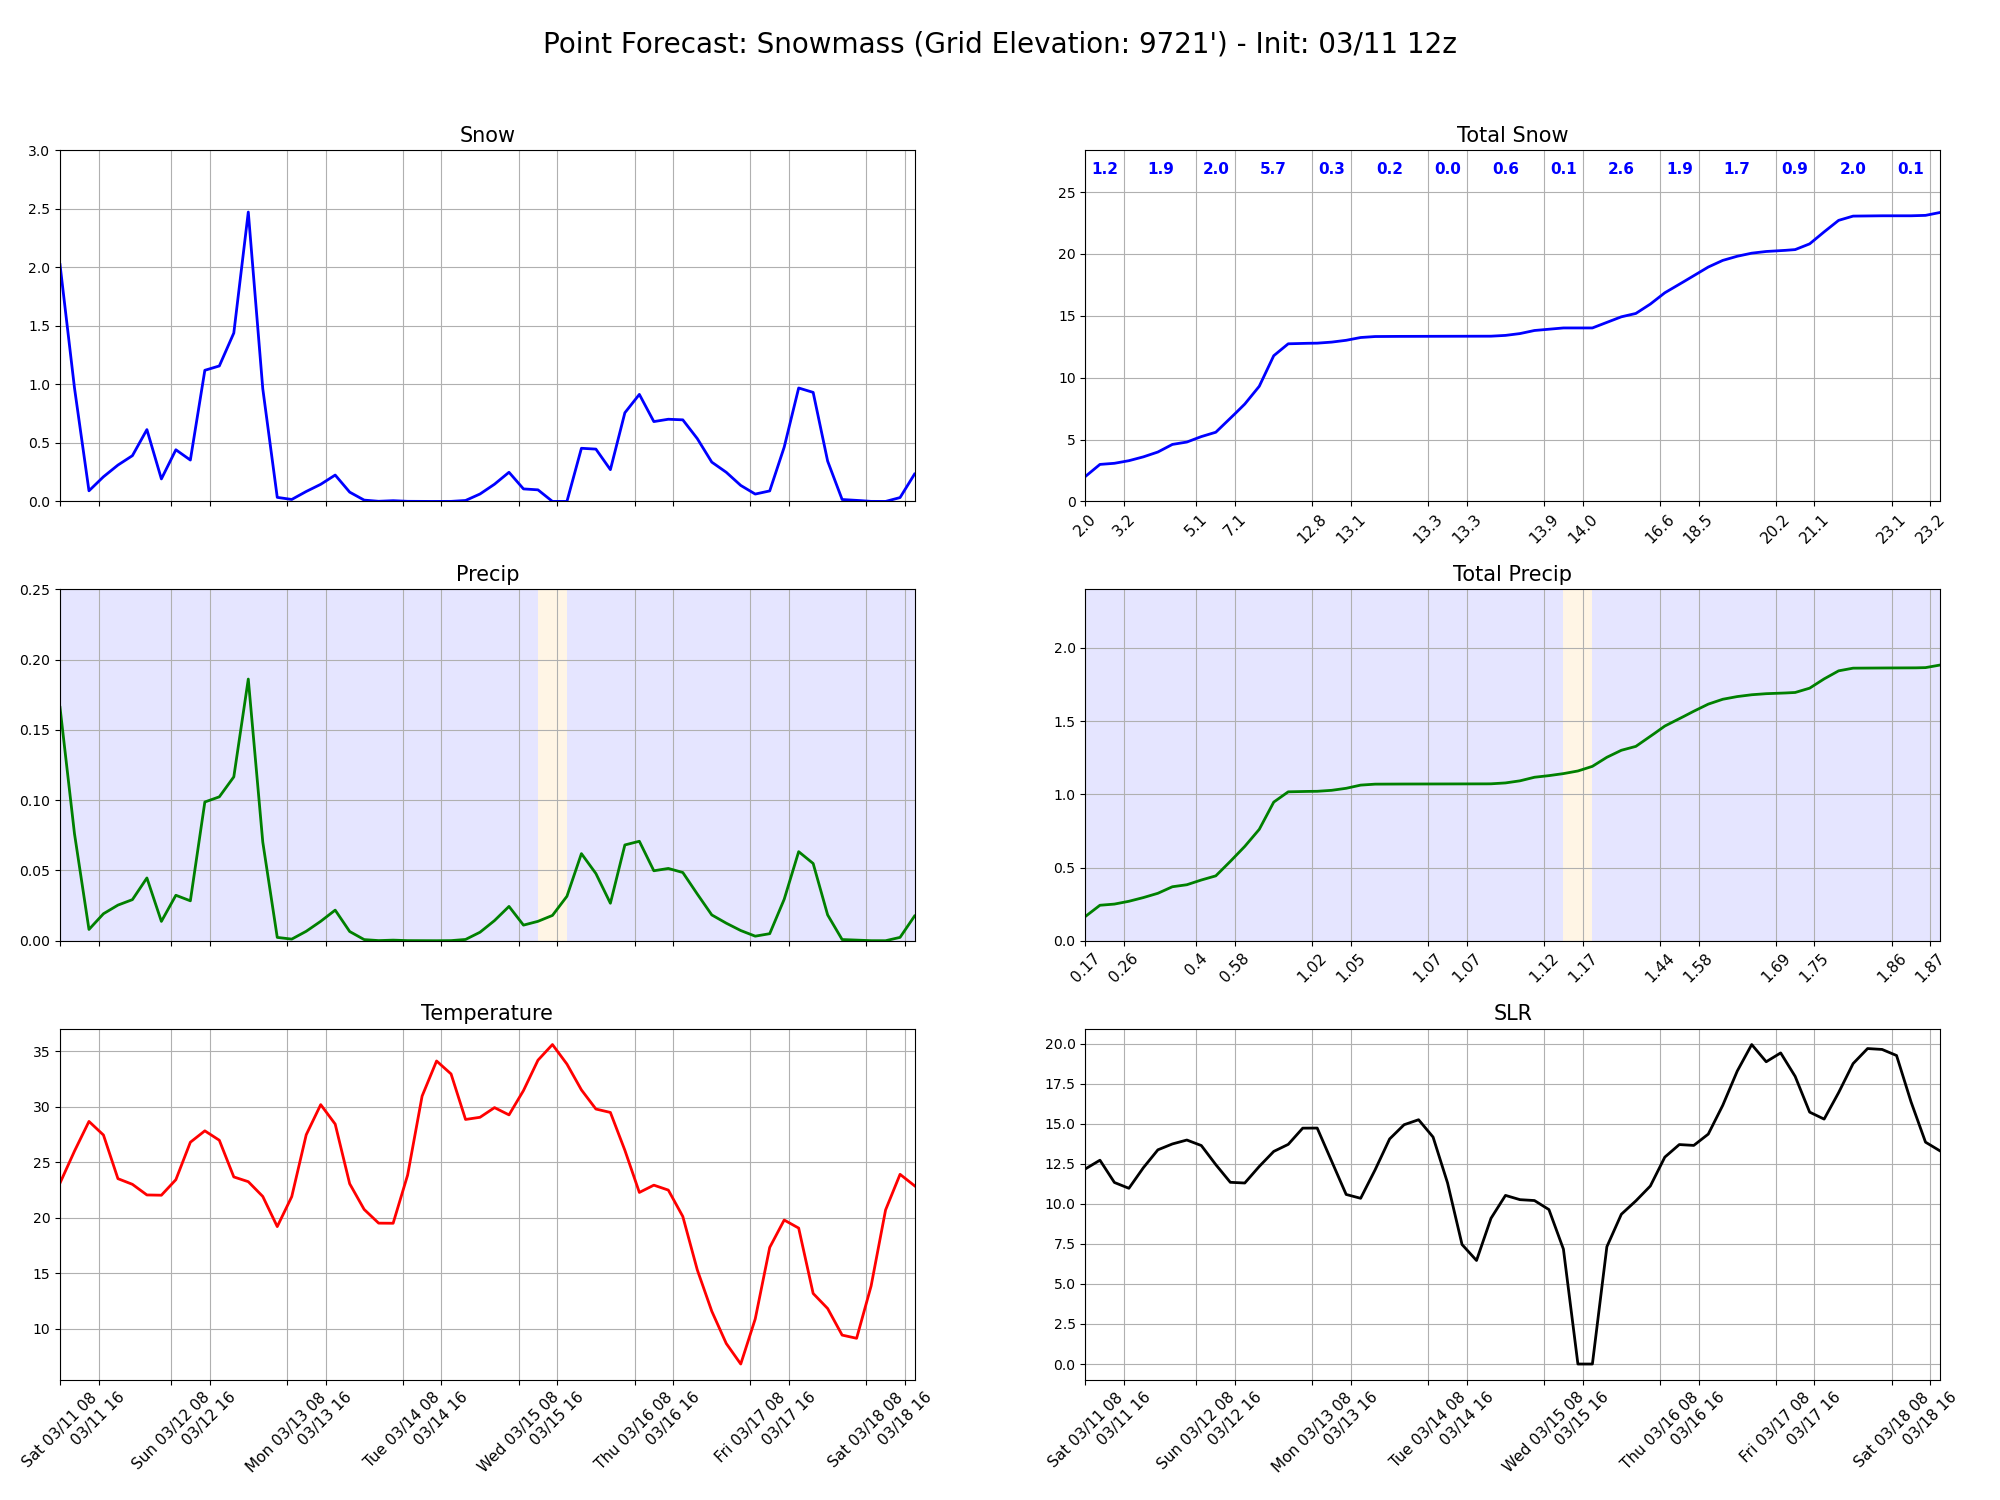 Point Forecast: Snowmass (Grid Elevation: 9721') - Init: 03/11 12z
Snow
3.0
2.5
2.0
1.5
1.0
0.5
0.0
Total Snow
1.2 1.9 2.0 5.7 0.3 0.2 0.0 0.6 0.1 2.6 1.9 1.7 0.9 2.0 0.1
25
20
15
10
5
0
2.0 3.2 5.1 7.1 12.8 13.1 13.3 13.3 13.9 14.0 16.6 18.5 20.2 21.1 23.1 23.2
Precip
0.25
0.20
0.15
0.10
0.05
0.00
Total Precip
2.0
1.5
1.0
0.5
0.0
0.17 0.26 0.4 0.58 1.02 1.05 1.07 1.07 1.12 1.17 1.44 1.58 1.69 1.75 1.86 1.87
Temperature
35
30
25
20
15
10
Sat 03/11 08
03/11 16
Sun 03/12 08
03/12 16
Mon 03/13 08
03/13 16
Tue 03/14 08
03/14 16
Wed 03/15 08
03/15 16
Thu 03/16 08
03/16 16
Fri 03/17 08
03/17 16
Sat 03/18 08
03/18 16
SLR
20.0
17.5
15.0
12.5
10.0
7.5
5.0
2.5
0.0
Sat 03/11 08
03/11 16
Sun 03/12 08
03/12 16
Mon 03/13 08
03/13 16
Tue 03/14 08
03/14 16
Wed 03/15 08
03/15 16
Thu 03/16 08
03/16 16
Fri 03/17 08
03/17 16
Sat 03/18 08
03/18 16